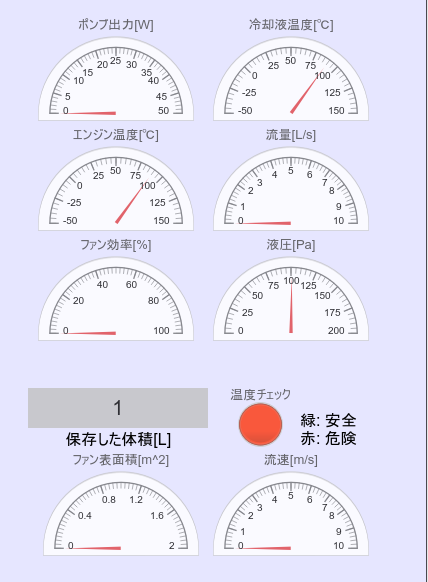 ポンプ出力[W]
0 5 10 15 20 25 30 35 40 45 50
冷却液温度[℃]
-50 -25 0 25 50 75 100 125 150
エンジン温度[℃]
-50 -25 0 25 50 75 100 125 150
流量[L/s]
0 1 2 3 4 5 6 7 8 9 10
ファン効率[%]
0 20 40 60 80 100
液圧[Pa]
0 25 50 75 100 125 150 175 200
1
保存した体積[L]
温度チェック
緑: 安全
赤: 危険
ファン表面積[m^2]
0 0.4 0.8 1.2 1.6 2
流速[m/s]
0 1 2 3 4 5 6 7 8 9 10